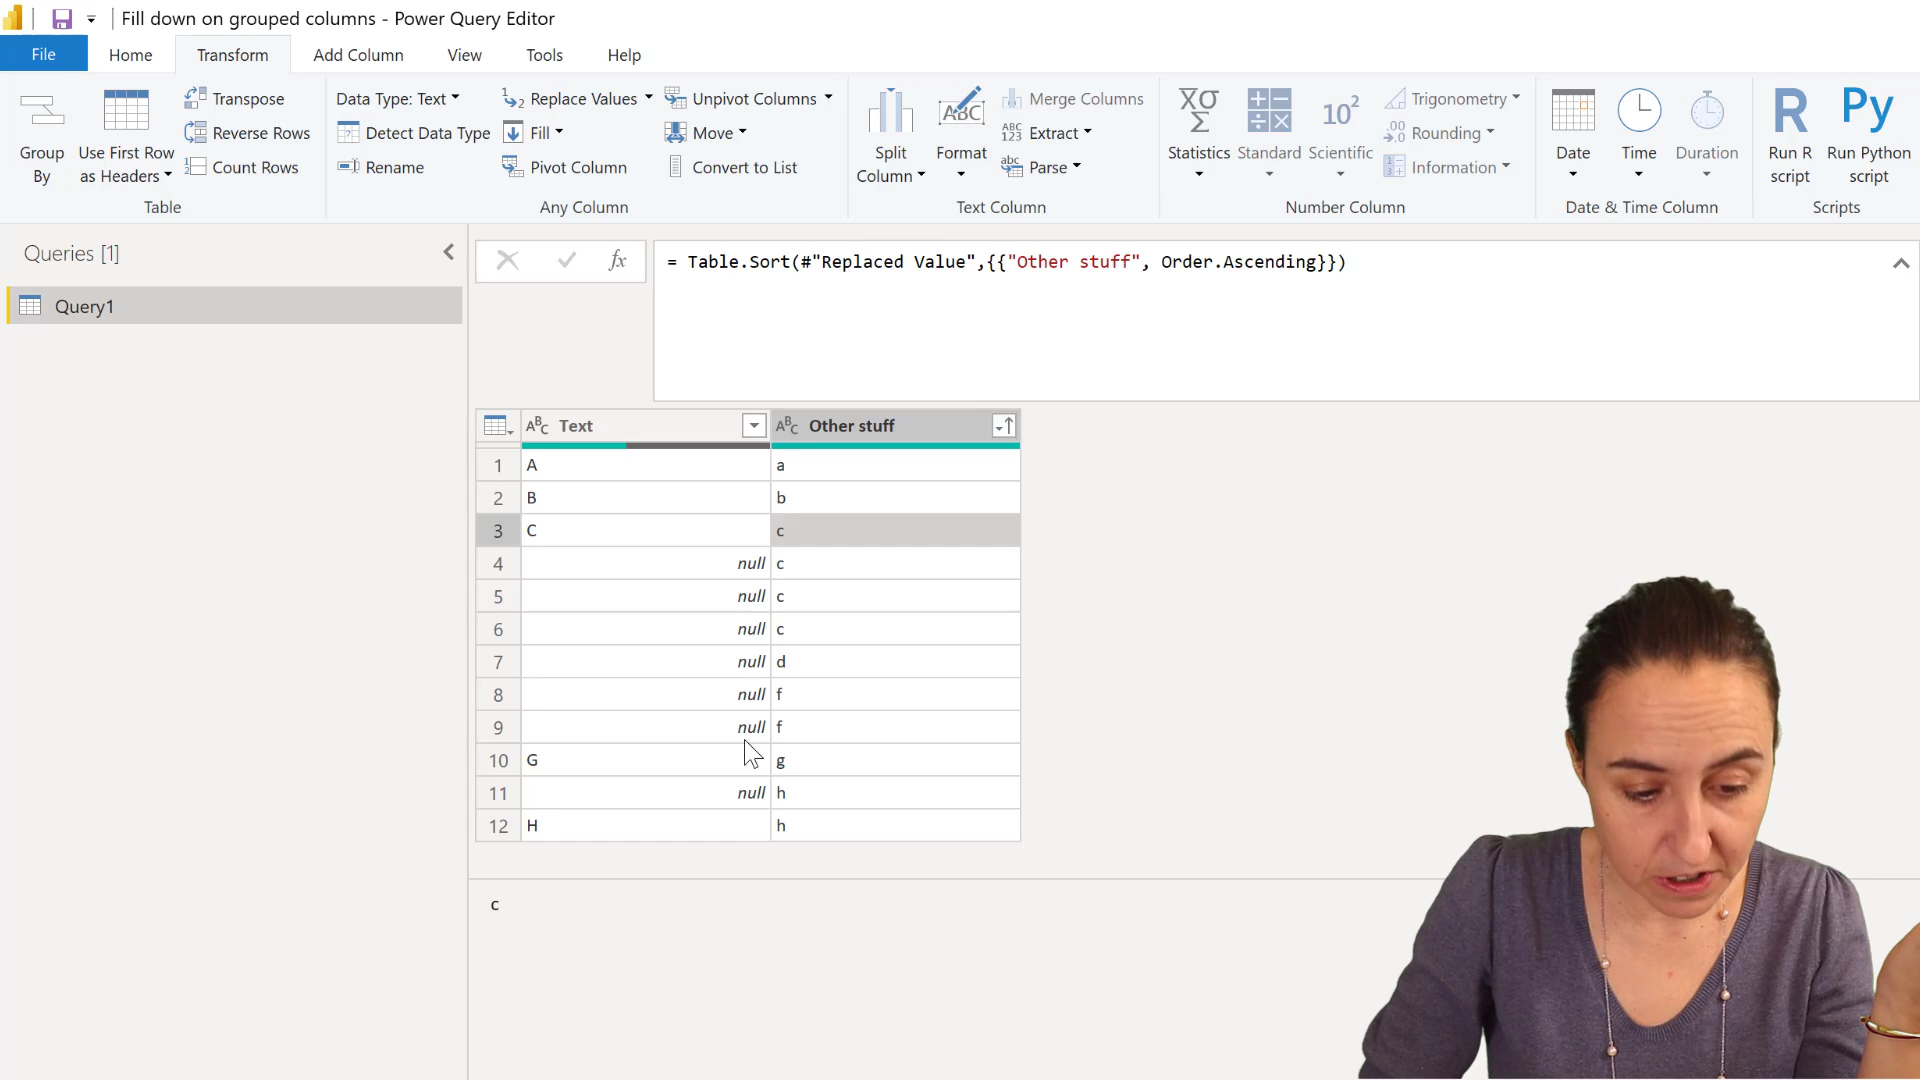 Fill down on grouped columns - Power Query Editor
File Home Transform Add Column View Tools Help
Group By
Use First Row as Headers
Transpose
Reverse Rows
Count Rows
Table
Data Type: Text
Detect Data Type
Rename
Replace Values
Fill
Pivot Column
Unpivot Columns
Move
Convert to List
Any Column
Split Column
Format
Merge Columns
Extract
Parse
Text Column
Statistics
Standard
Scientific
Trigonometry
Rounding
Information
Number Column
Date
Time
Duration
Date & Time Column
Run R script
Run Python script
Scripts
Queries [1]
Query1
fx
= Table.Sort(#"Replaced Value",{{"Other stuff", Order.Ascending}})
Text Other stuff
1 A a
2 B b
3 C c
4 null c
5 null c
6 null c
7 null d
8 null f
9 null f
10 G g
11 null h
12 H h
c